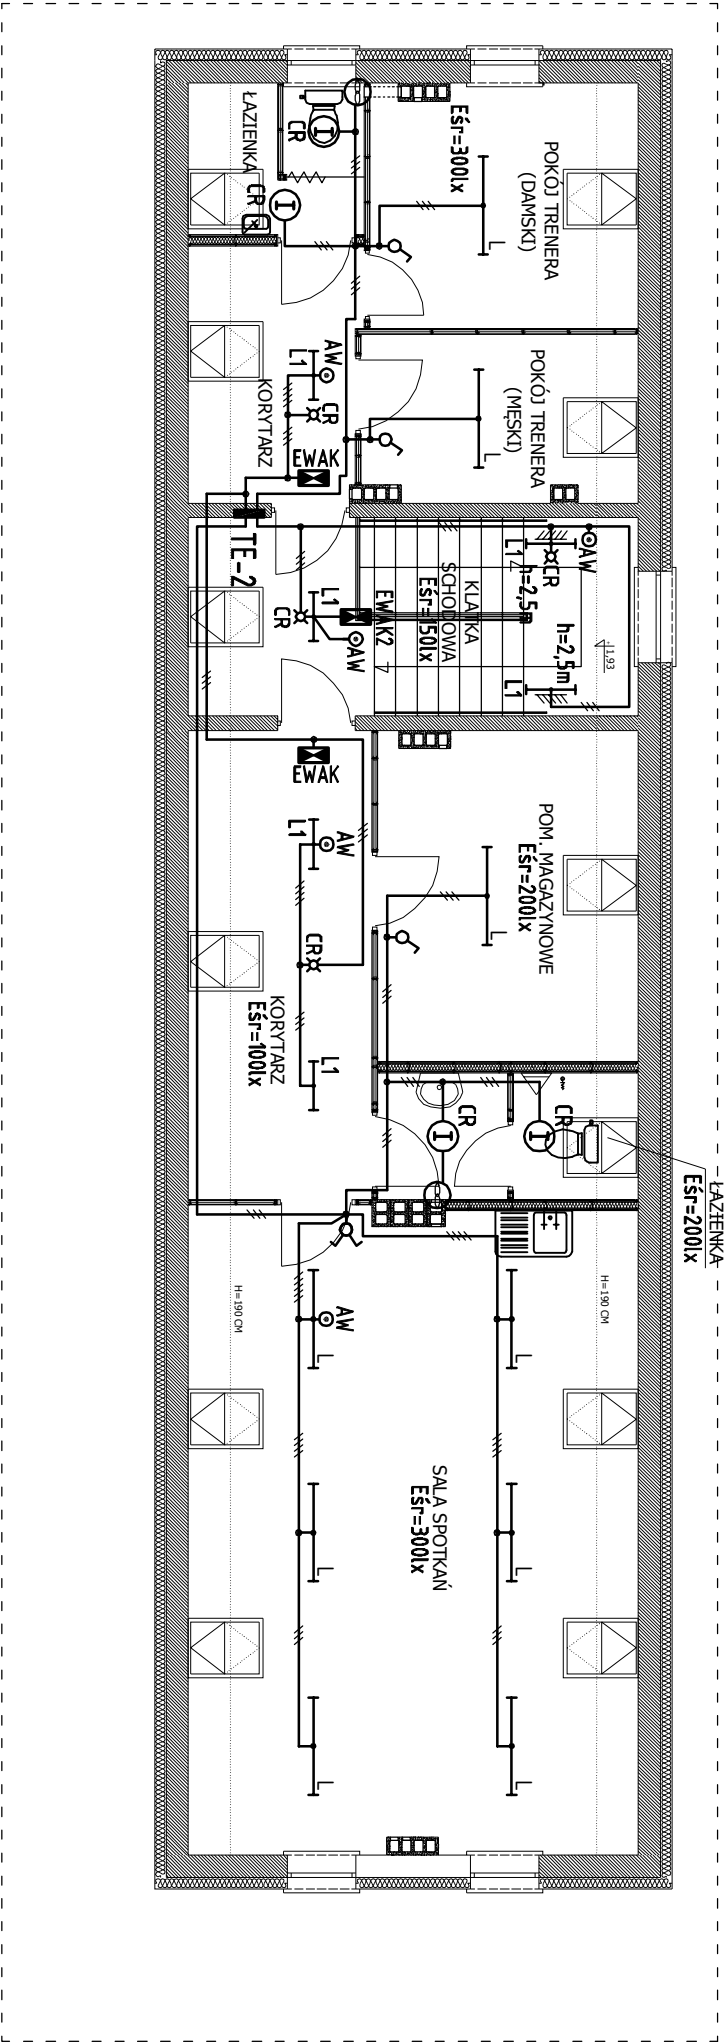 ŁAZIENKA
CR
CR
Eśr=300lx
POKÓJ TRENERA
(DAMSKI)
L
POKÓJ TRENERA
(MĘSKI)
L
AW
L1
CR
KORYTARZ
EWAK
TE-2
L1
CR
AW
EWAK2
KLATKA
SCHODOWA
Eśr=150lx
AW
CR
L1
h=2,5m
h=2,5m
L1
EWAK
AW
L1
CR
KORYTARZ
Eśr=100lx
L1
POM. MAGAZYNOWE
Eśr=200lx
L
CR
CR
ŁAZIENKA
Eśr=200lx
H=190 CM
H=190 CM
AW
L
L
SALA SPOTKAŃ
Eśr=300lx
L
L
L
L